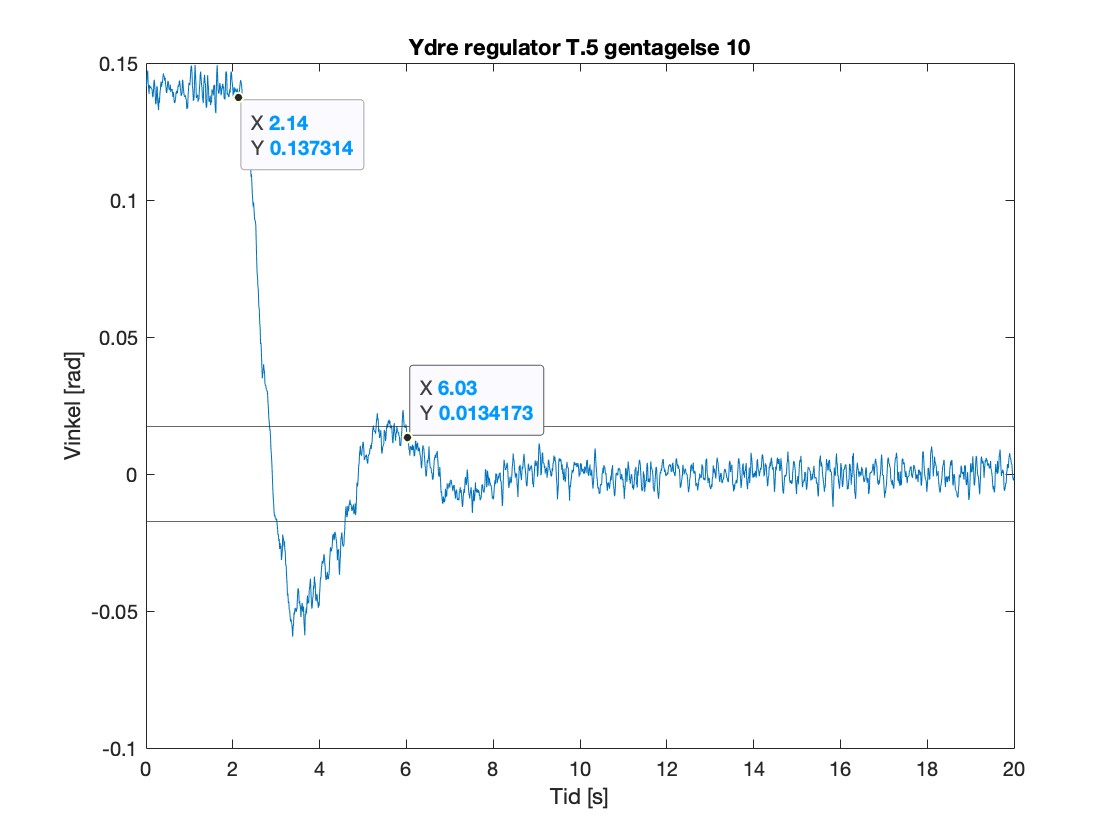 Ydre regulator T.5 gentagelse 10
0.15
X 2.14
Y 0.137314
0.1
0.05
X 6.03
Y 0.0134173
Vinkel [rad]
0
-0.05
-0.1
0 2 4 6 8 10 12 14 16 18 20
Tid [s]